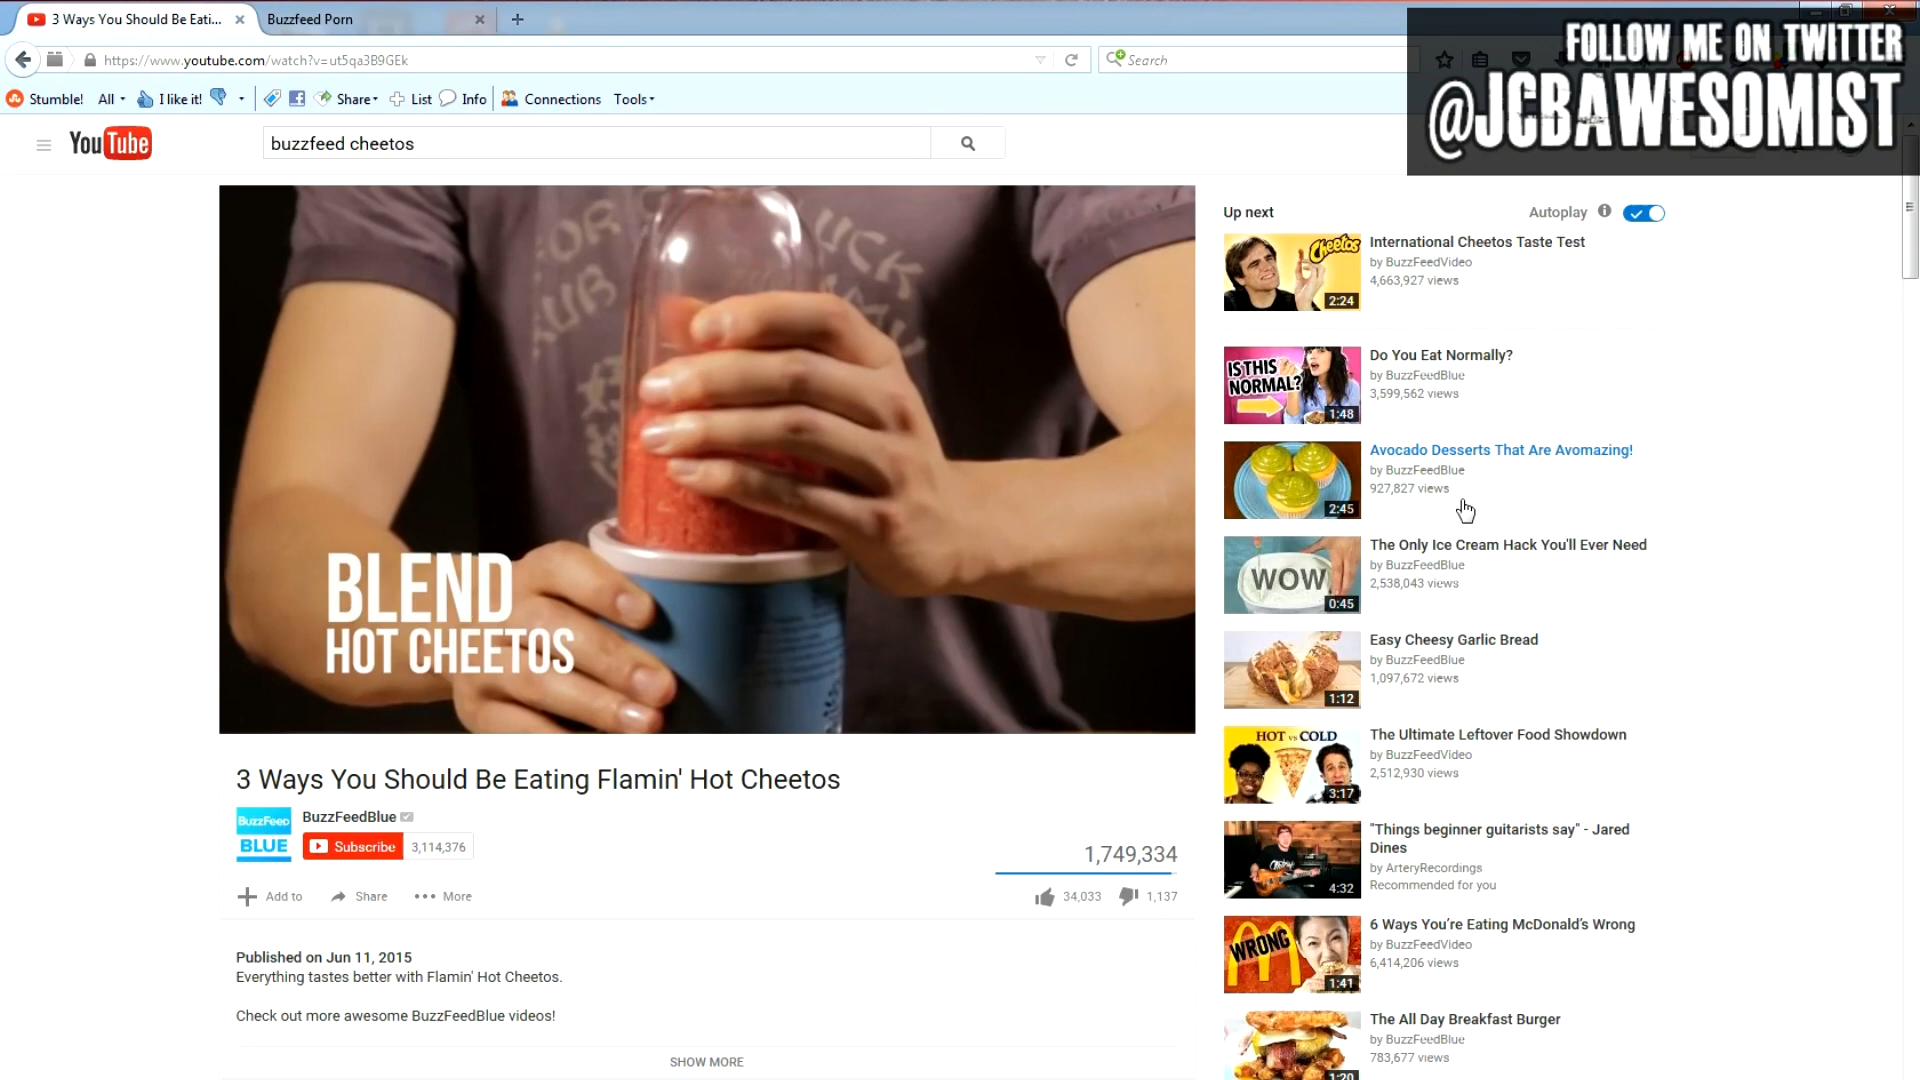 3 Ways You Should Be Eati...
Buzzfeed Porn
FOLLOW ME ON TWITTER
@JCBAWESOMIST
https://www.youtube.com/watch?v=ut5qa3B9GEk
Search
Stumble! All I like it! Share List Info Connections Tools
YouTube
buzzfeed cheetos
BLEND
HOT CHEETOS
3 Ways You Should Be Eating Flamin' Hot Cheetos
BuzzFeed
BLUE
BuzzFeedBlue
Subscribe 3,114,376
1,749,334
Add to Share More
34,033 1,137
Published on Jun 11, 2015
Everything tastes better with Flamin' Hot Cheetos.
Check out more awesome BuzzFeedBlue videos!
SHOW MORE
Up next
Autoplay
Cheetos
2:24
International Cheetos Taste Test
by BuzzFeedVideo
4,663,927 views
IS THIS
NORMAL?
1:48
Do You Eat Normally?
by BuzzFeedBlue
3,599,562 views
2:45
Avocado Desserts That Are Avomazing!
by BuzzFeedBlue
927,827 views
WOW
0:45
The Only Ice Cream Hack You'll Ever Need
by BuzzFeedBlue
2,538,043 views
1:12
Easy Cheesy Garlic Bread
by BuzzFeedBlue
1,097,672 views
HOT vs COLD
3:17
The Ultimate Leftover Food Showdown
by BuzzFeedVideo
2,512,930 views
4:32
"Things beginner guitarists say" - Jared
Dines
by ArteryRecordings
Recommended for you
WRONG
1:41
6 Ways You're Eating McDonald's Wrong
by BuzzFeedVideo
6,414,206 views
1:20
The All Day Breakfast Burger
by BuzzFeedBlue
783,677 views